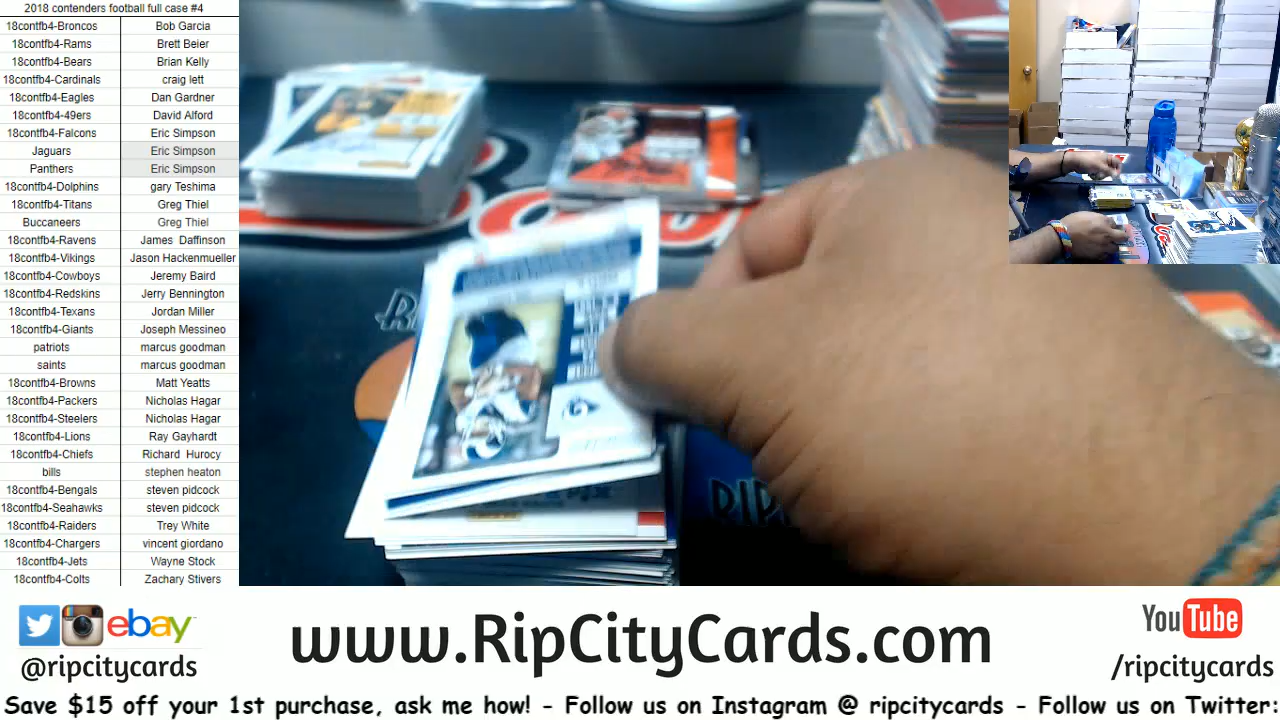 2018 contenders football full case #4
18contfb4-Broncos Bob Garcia
18contfb4-Rams Brett Beier
18contfb4-Bears Brian Kelly
18contfb4-Cardinals craig lett
18contfb4-Eagles Dan Gardner
18contfb4-49ers David Alford
18contfb4-Falcons Eric Simpson
Jaguars Eric Simpson
Panthers Eric Simpson
18contfb4-Dolphins gary Teshima
18contfb4-Titans Greg Thiel
Buccaneers Greg Thiel
18contfb4-Ravens James Daffinson
18contfb4-Vikings Jason Hackenmueller
18contfb4-Cowboys Jeremy Baird
18contfb4-Redskins Jerry Bennington
18contfb4-Texans Jordan Miller
18contfb4-Giants Joseph Messineo
patriots marcus goodman
saints marcus goodman
18contfb4-Browns Matt Yeatts
18contfb4-Packers Nicholas Hagar
18contfb4-Steelers Nicholas Hagar
18contfb4-Lions Ray Gayhardt
18contfb4-Chiefs Richard Hurocy
bills stephen heaton
18contfb4-Bengals steven pidcock
18contfb4-Seahawks steven pidcock
18contfb4-Raiders Trey White
18contfb4-Chargers vincent giordano
18contfb4-Jets Wayne Stock
18contfb4-Colts Zachary Stivers
ebay
@ripcitycards
www.RipCityCards.com
YouTube
/ripcitycards
Save $15 off your 1st purchase, ask me how! - Follow us on Instagram @ ripcitycards - Follow us on Twitter: